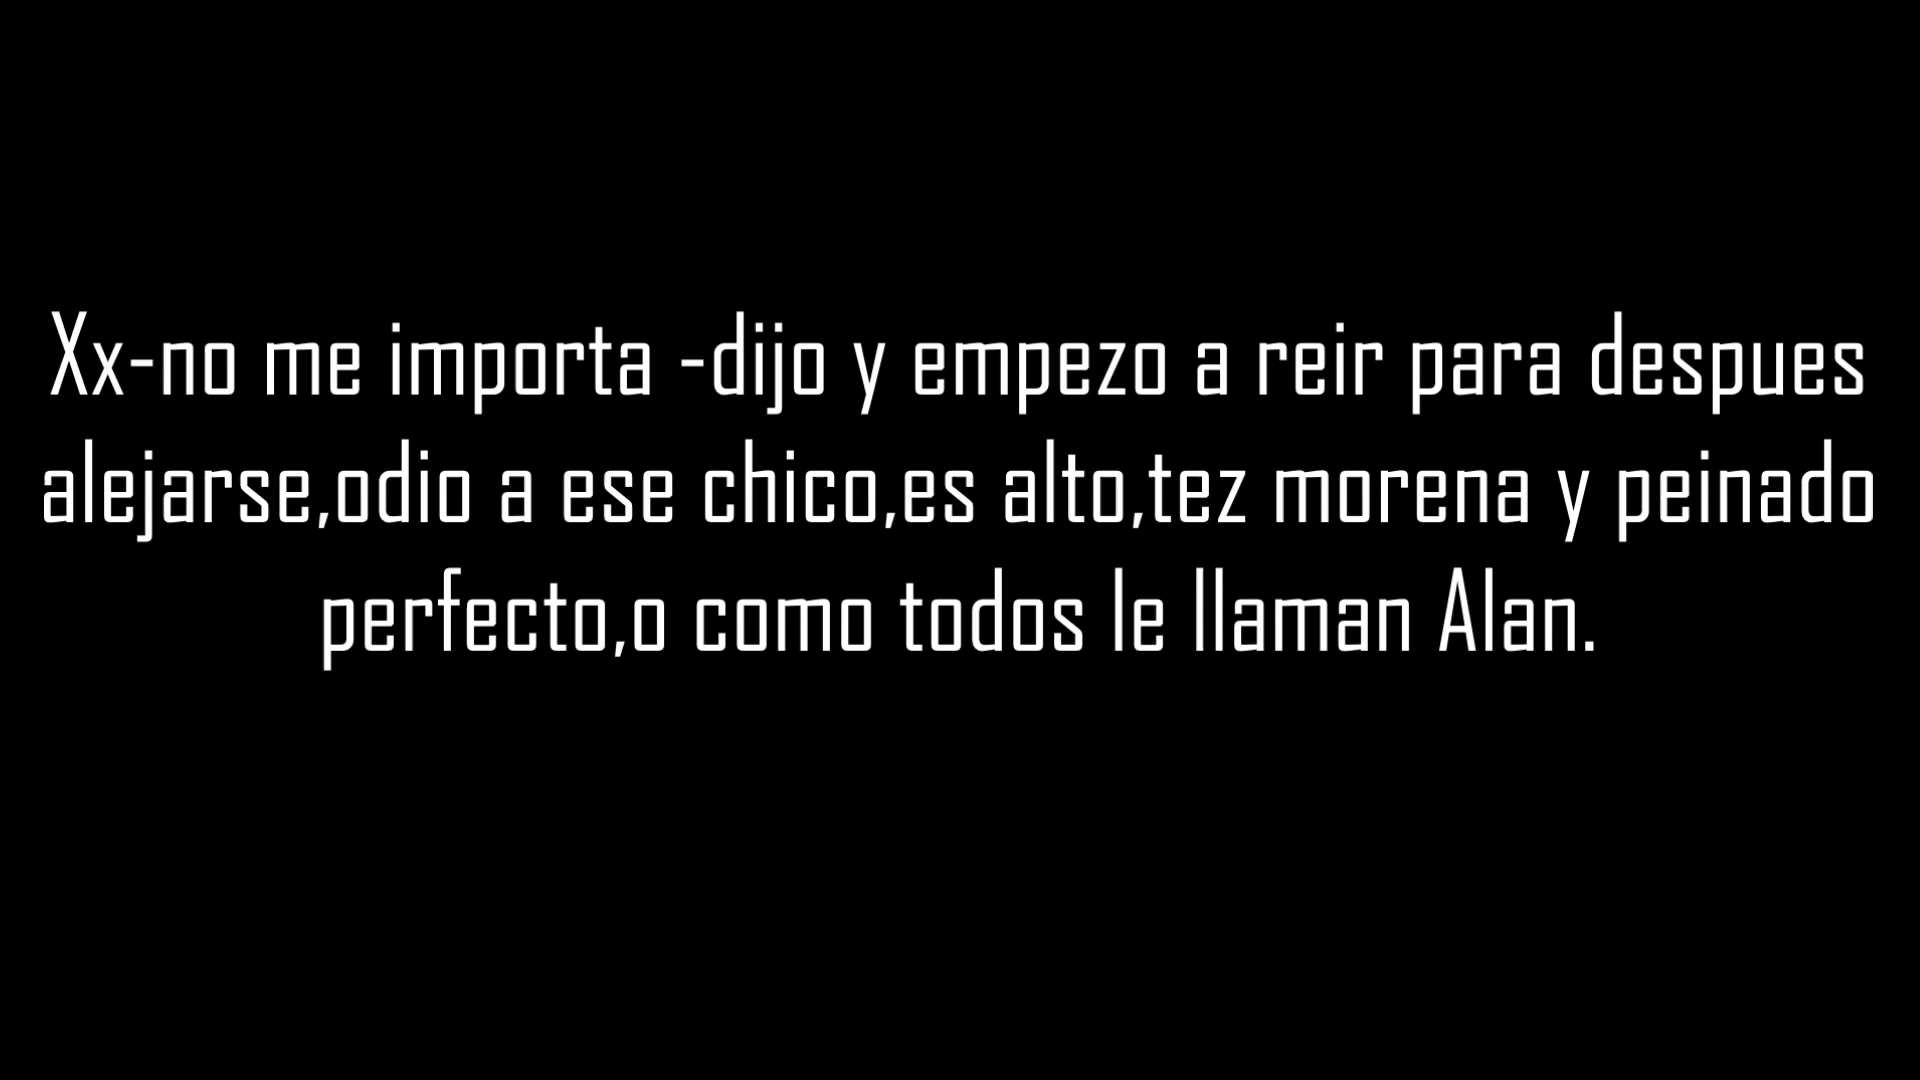 Xx-no me importa -dijo y empezo a reir para despues
alejarse,odio a ese chico,es alto,tez morena y peinado
perfecto,o como todos le llaman Alan.